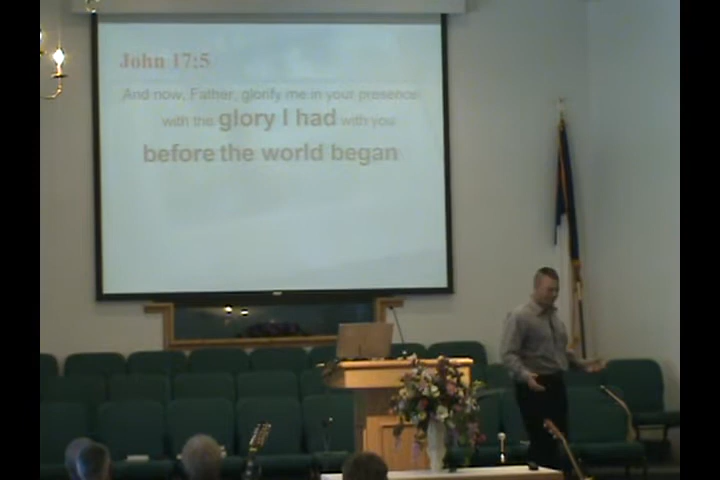 John 17:5
And now, Father, glorify me in your presence
with the glory I had with you
before the world began